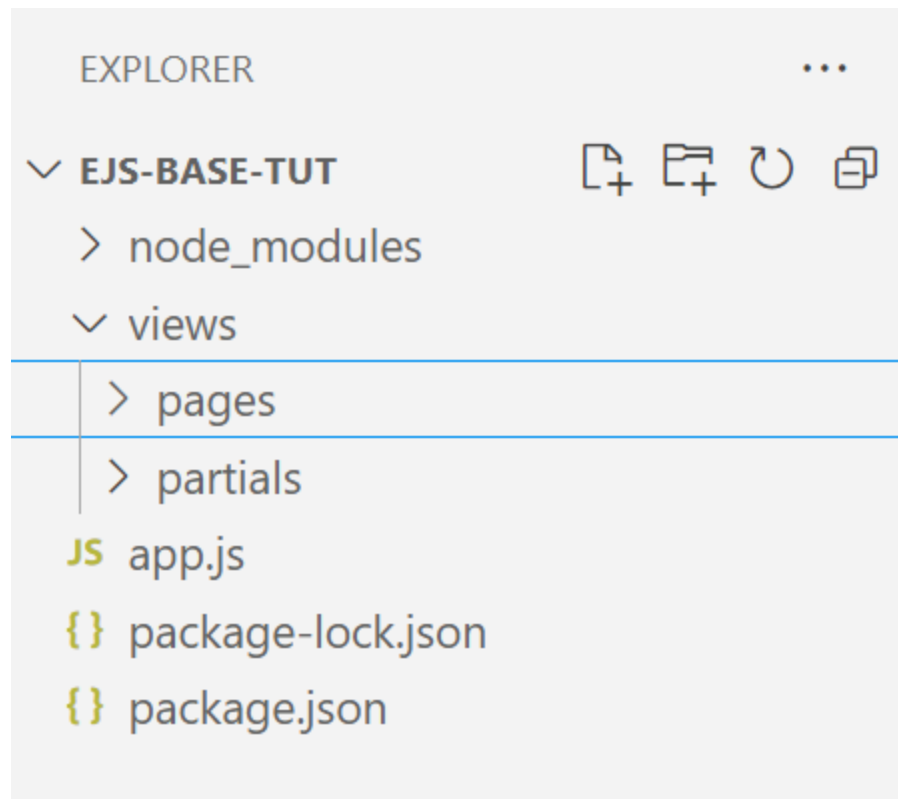 EXPLORER ...
EJS-BASE-TUT
node_modules
views
pages
partials
JS app.js
{} package-lock.json
{} package.json